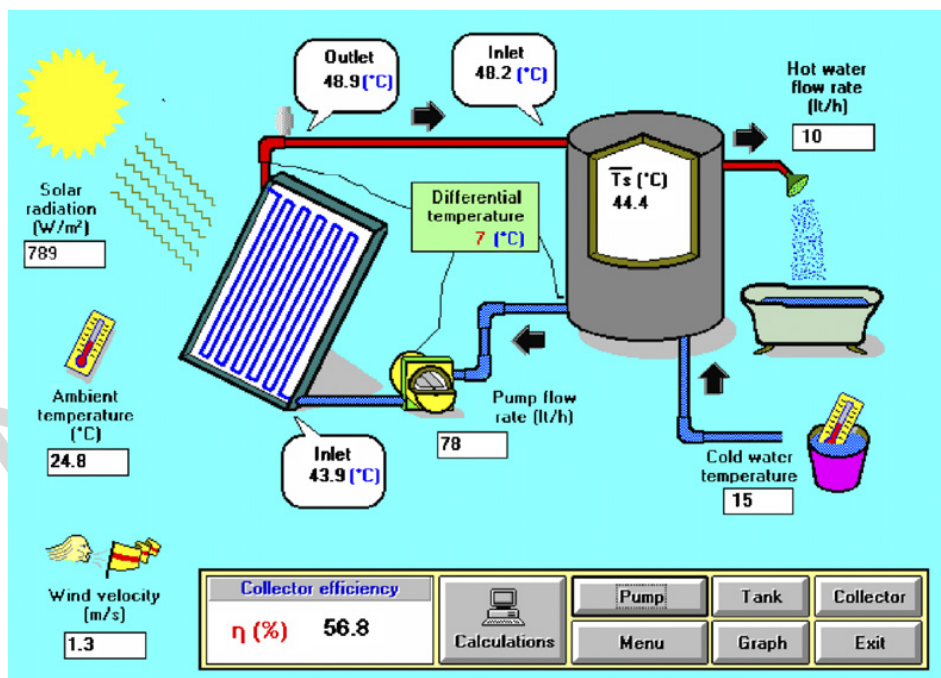 Outlet
48.9 (°C)
Inlet
48.2 (°C)
Hot water
flow rate
(lt/h)
10
Solar
radiation
(W/m²)
789
Differential
temperature
7 (°C)
Ts (°C)
44.4
Ambient
temperature
(°C)
24.8
Pump flow
rate (lt/h)
78
Inlet
43.9 (°C)
Cold water
temperature
15
Wind velocity
(m/s)
1.3
Collector efficiency
η (%) 56.8
Calculations
Pump
Tank
Collector
Menu
Graph
Exit